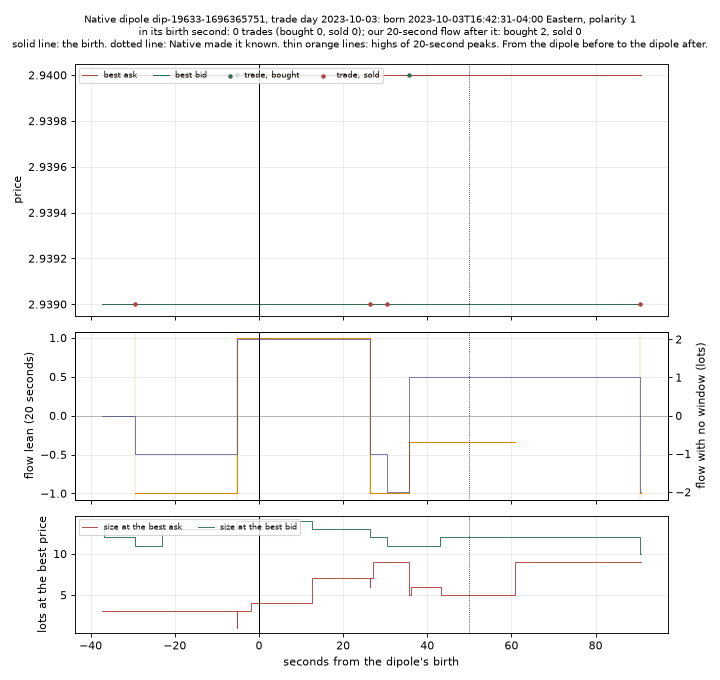 Native dipole dip-19633-1696365751, trade day 2023-10-03: born 2023-10-03T16:42:31-04:00 Eastern, polarity 1
in its birth second: 0 trades (bought 0, sold 0); our 20-second flow after it: bought 2, sold 0
solid line: the birth. dotted line: Native made it known. thin orange lines: highs of 20-second peaks. From the dipole before to the dipole after.
best ask
best bid
trade, bought
trade, sold
2.9400
2.9398
2.9396
2.9394
2.9392
2.9390
price
1.0
0.5
0.0
−0.5
−1.0
flow lean (20 seconds)
2
1
0
−1
−2
flow with no window (lots)
size at the best ask
size at the best bid
10
5
lots at the best price
−40
−20
0
20
40
60
80
seconds from the dipole's birth